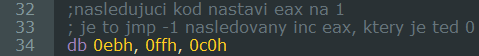 32 ;nasledujuci kod nastavi eax na 1
33 ; je to jmp -1 nasledovany inc eax, ktery je ted 0
34 db 0ebh, 0ffh, 0c0h